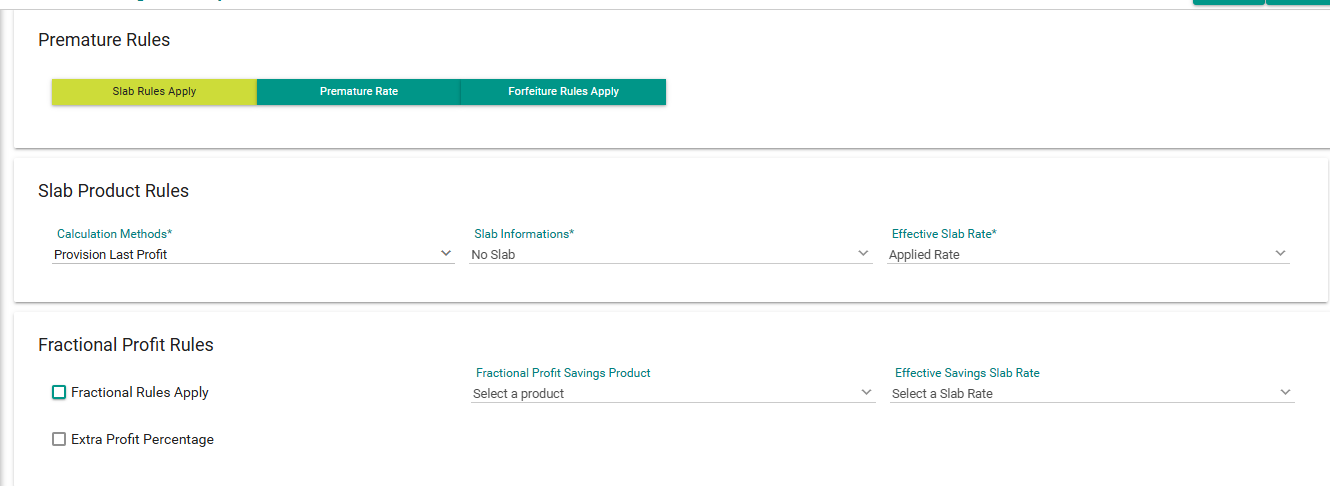 Premature Rules
Slab Rules Apply
Premature Rate
Forfeiture Rules Apply
Slab Product Rules
Calculation Methods*
Slab Informations*
Effective Slab Rate*
Provision Last Profit
No Slab
Applied Rate
Fractional Profit Rules
Fractional Profit Savings Product
Effective Savings Slab Rate
Fractional Rules Apply
Select a product
Select a Slab Rate
Extra Profit Percentage